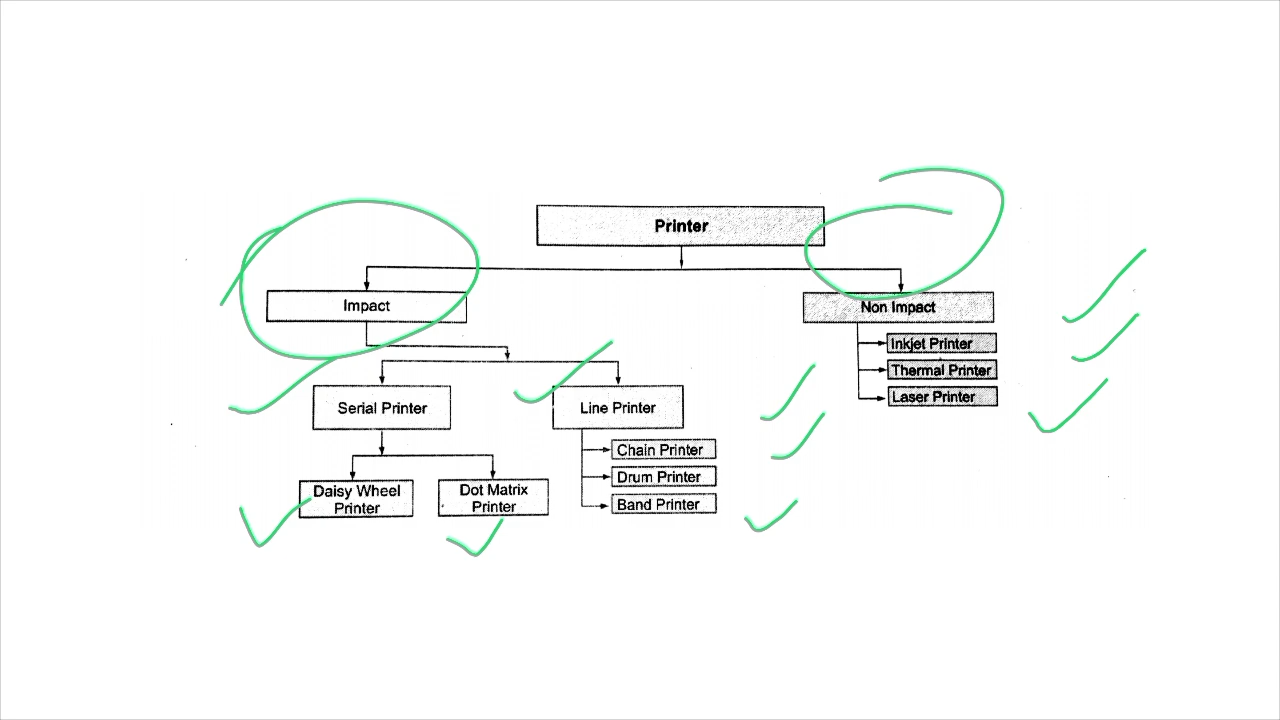 Printer
Impact
Non Impact
Inkjet Printer
Thermal Printer
Laser Printer
Serial Printer
Line Printer
Chain Printer
Drum Printer
Band Printer
Daisy Wheel
Printer
Dot Matrix
Printer